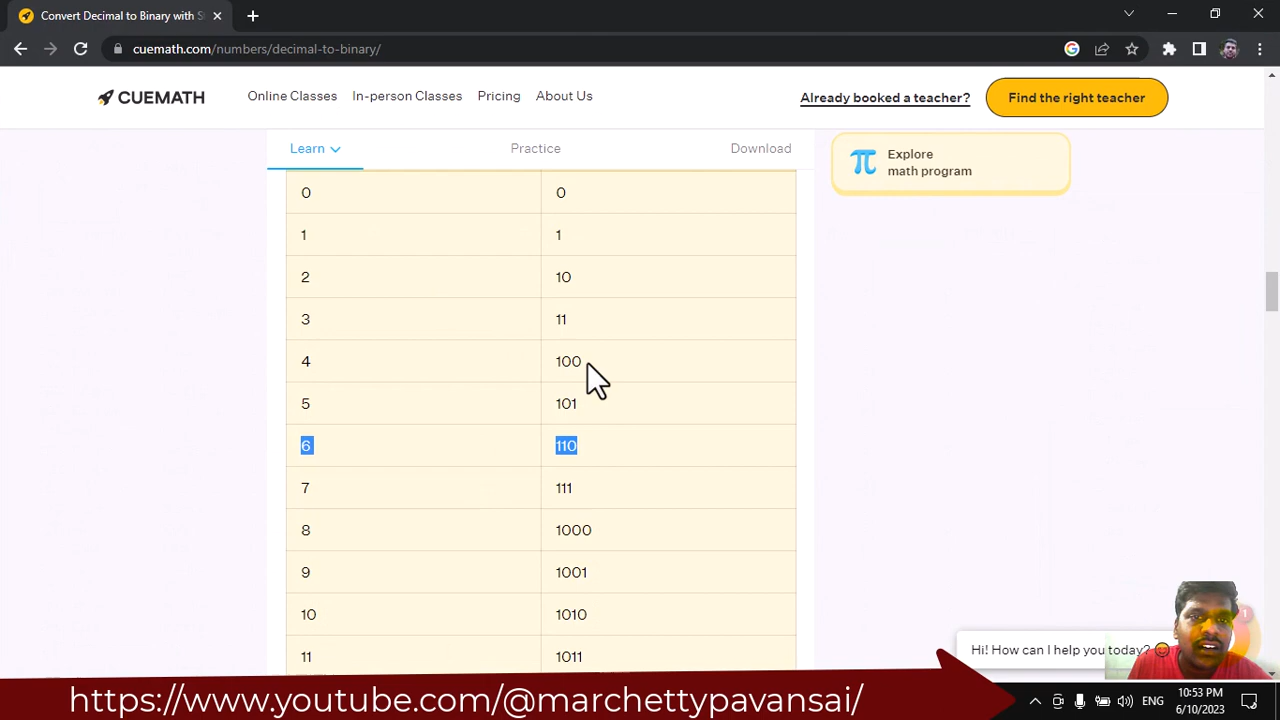 Convert Decimal to Binary with S
cuemath.com/numbers/decimal-to-binary/
CUEMATH
Online Classes
In-person Classes
Pricing
About Us
Already booked a teacher?
Find the right teacher
Learn
Practice
Download
Explore
math program
0 0
1 1
2 10
3 11
4 100
5 101
6 110
7 111
8 1000
9 1001
10 1010
11 1011
1
Hi! How can I help you today? 😊
https://www.youtube.com/@marchettypavansai/
ENG
10:53 PM
6/10/2023